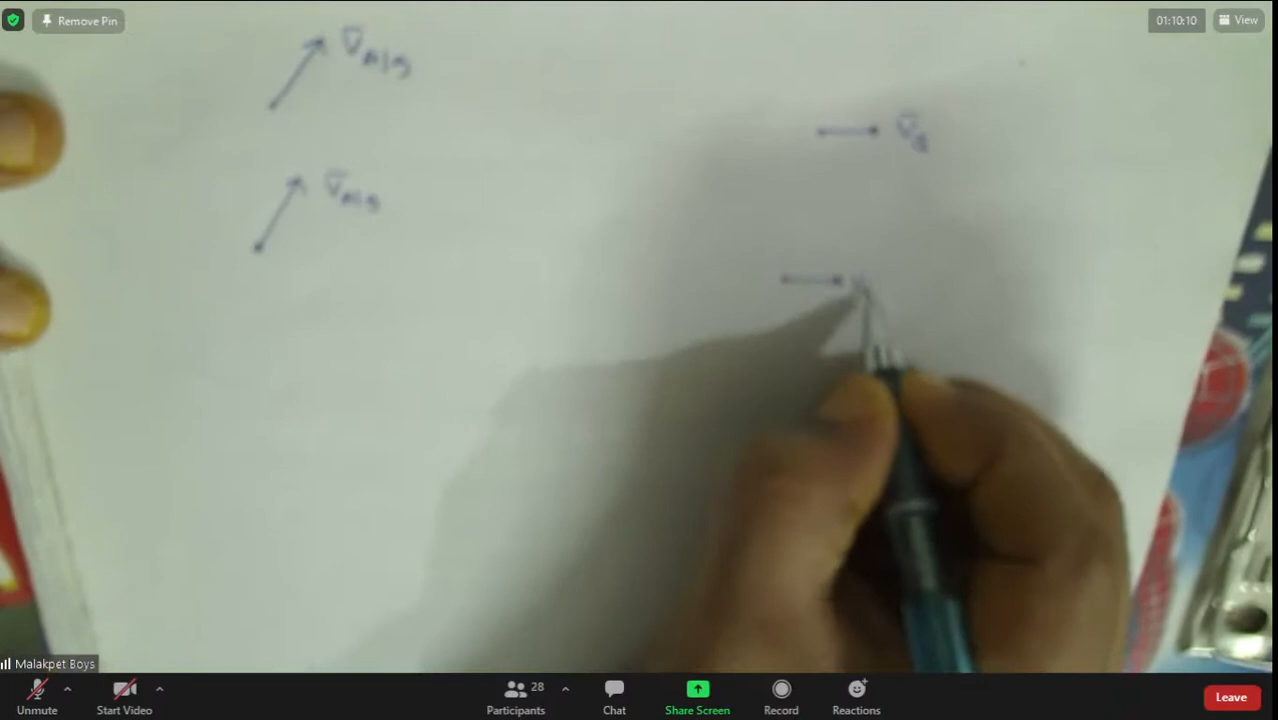 Remove Pin
01:10:10
View
V̅m/g
V̅g
V̅m/g
Malakpet Boys
Unmute
Start Video
28
Participants
Chat
Share Screen
Record
Reactions
Leave